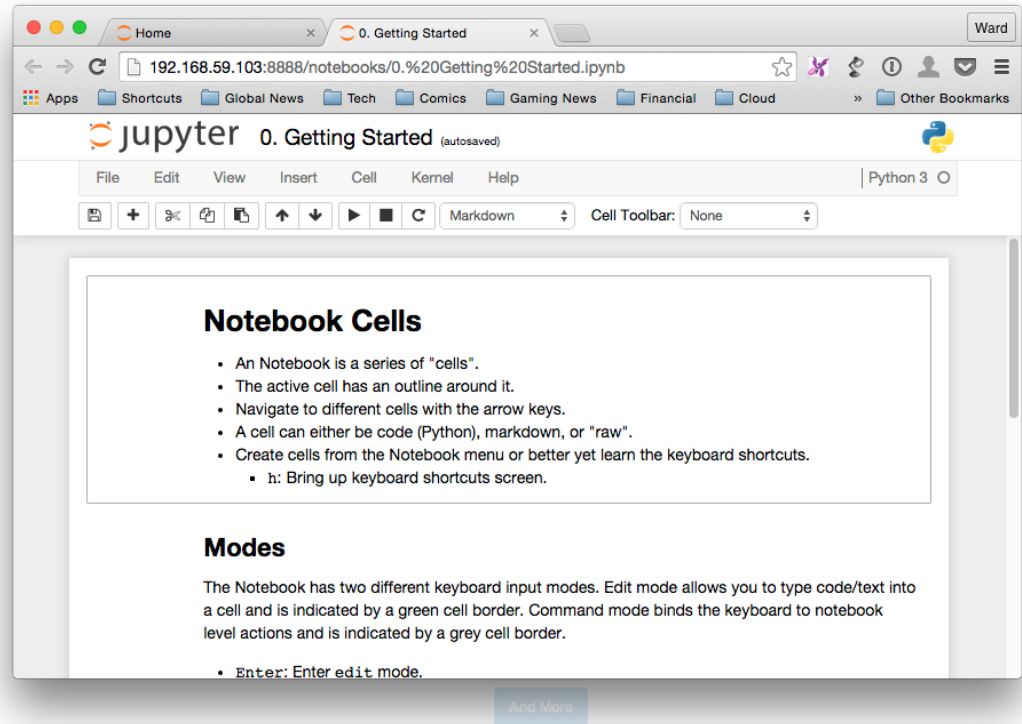 Home × 0. Getting Started × Ward
192.168.59.103:8888/notebooks/0.%20Getting%20Started.ipynb
Apps Shortcuts Global News Tech Comics Gaming News Financial Cloud » Other Bookmarks
jupyter 0. Getting Started (autosaved)
File Edit View Insert Cell Kernel Help Python 3
Markdown Cell Toolbar: None
Notebook Cells
• An Notebook is a series of "cells".
• The active cell has an outline around it.
• Navigate to different cells with the arrow keys.
• A cell can either be code (Python), markdown, or "raw".
• Create cells from the Notebook menu or better yet learn the keyboard shortcuts.
▪ h: Bring up keyboard shortcuts screen.
Modes
The Notebook has two different keyboard input modes. Edit mode allows you to type code/text into
a cell and is indicated by a green cell border. Command mode binds the keyboard to notebook
level actions and is indicated by a grey cell border.
• Enter: Enter edit mode.
And More